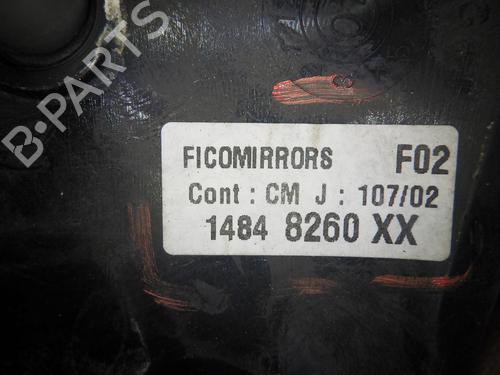 B-PARTS
FICOMIRRORS F02
Cont : CM J : 107/02
1484 8260 XX